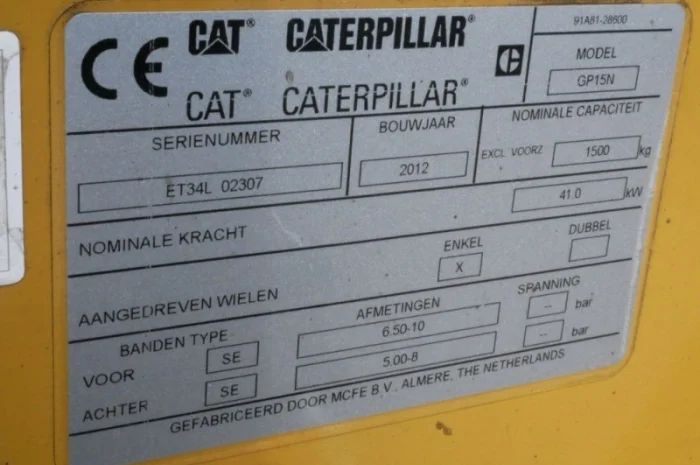 CE CAT® CATERPILLAR®
CAT® CATERPILLAR®
91A81-28600
MODEL
GP15N
SERIENUMMER
ET34L 02307
BOUWJAAR
2012
NOMINALE CAPACITEIT
EXCL VOORZ 1500 kg
NOMINALE KRACHT 41.0 kW
AANGEDREVEN WIELEN ENKEL X DUBBEL
BANDEN TYPE AFMETINGEN SPANNING
VOOR SE 6.50-10 -- bar
ACHTER SE 5.00-8 -- bar
GEFABRICEERD DOOR MCFE B.V. ALMERE, THE NETHERLANDS